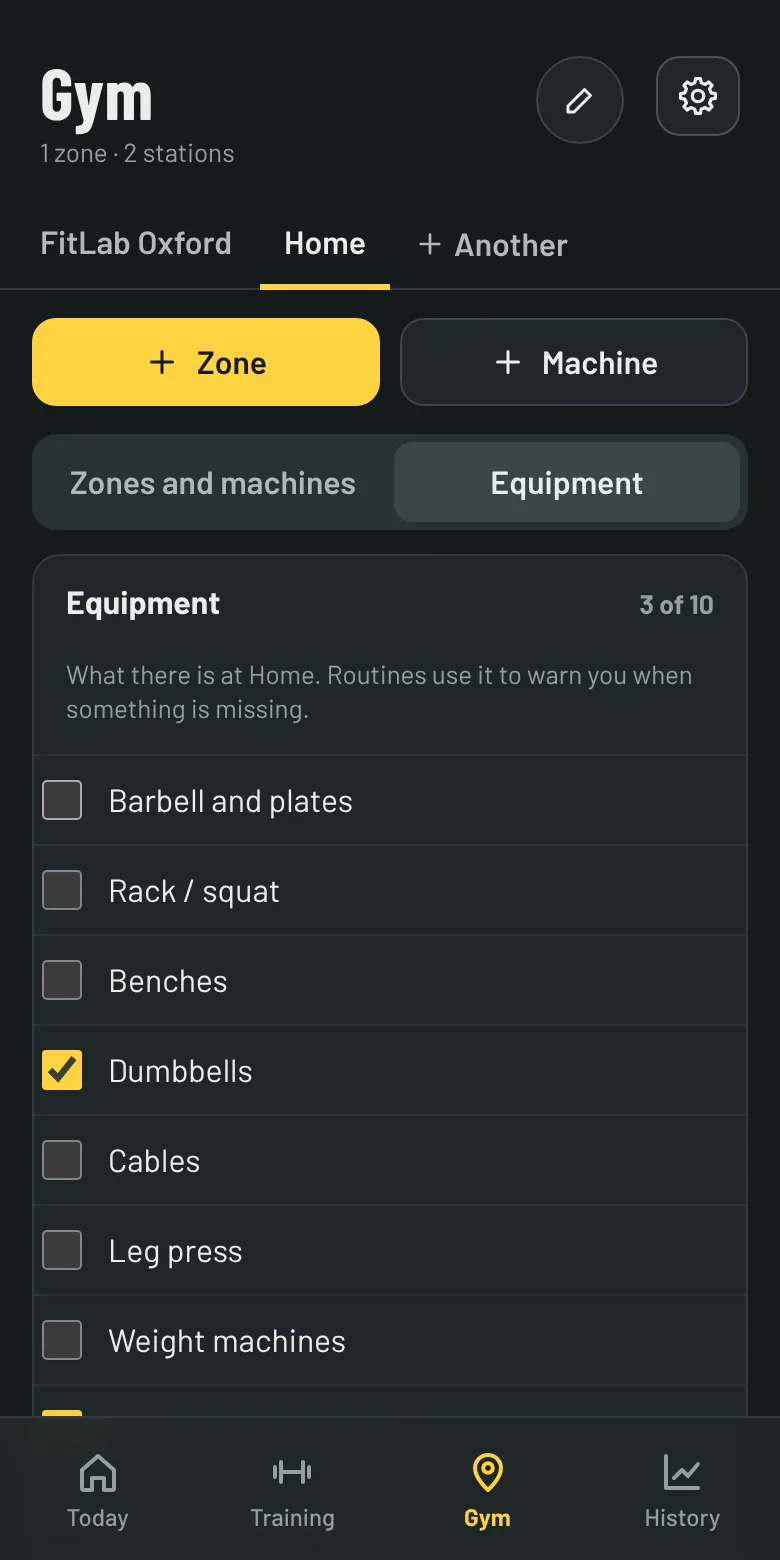 Gym
1 zone · 2 stations
FitLab Oxford
Home
+ Another
+ Zone
+ Machine
Zones and machines
Equipment
Equipment
3 of 10
What there is at Home. Routines use it to warn you when
something is missing.
Barbell and plates
Rack / squat
Benches
Dumbbells
Cables
Leg press
Weight machines
Today
Training
Gym
History